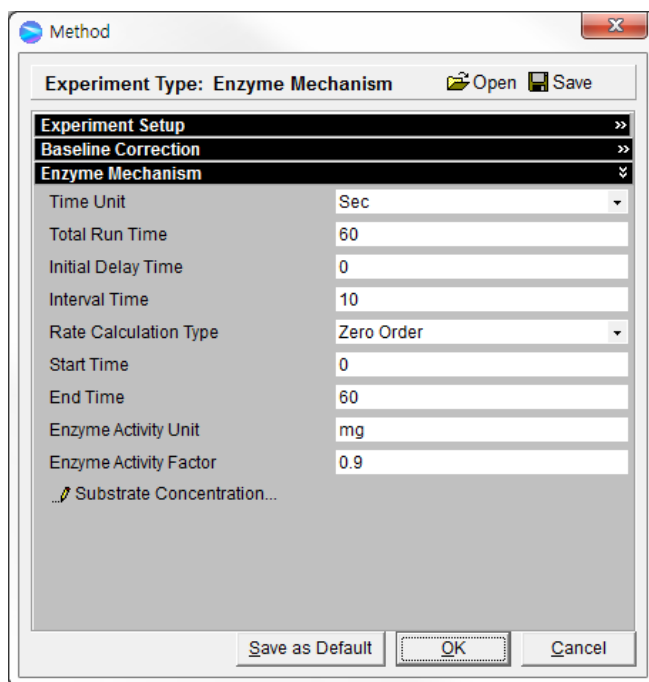 Method
Experiment Type: Enzyme Mechanism Open Save
Experiment Setup
Baseline Correction
Enzyme Mechanism
Time Unit Sec
Total Run Time 60
Initial Delay Time 0
Interval Time 10
Rate Calculation Type Zero Order
Start Time 0
End Time 60
Enzyme Activity Unit mg
Enzyme Activity Factor 0.9
Substrate Concentration...
Save as Default OK Cancel